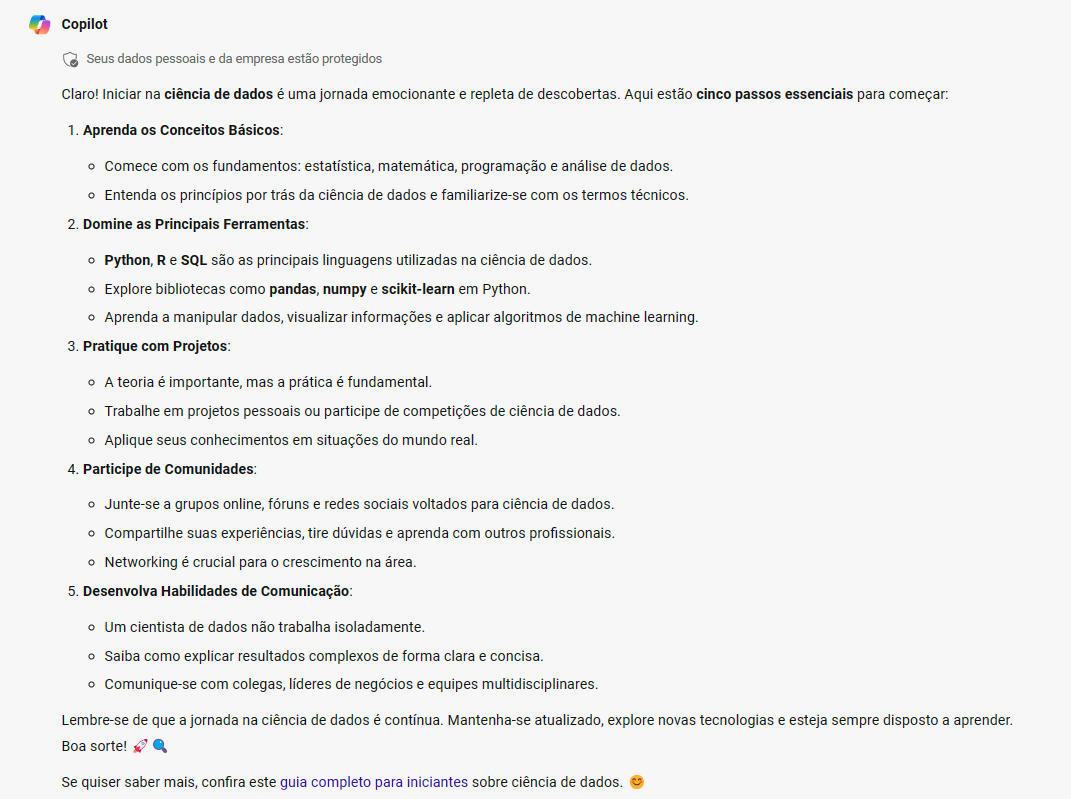 Copilot
Seus dados pessoais e da empresa estão protegidos
Claro! Iniciar na ciência de dados é uma jornada emocionante e repleta de descobertas. Aqui estão cinco passos essenciais para começar:
1. Aprenda os Conceitos Básicos:
Comece com os fundamentos: estatística, matemática, programação e análise de dados.
Entenda os princípios por trás da ciência de dados e familiarize-se com os termos técnicos.
2. Domine as Principais Ferramentas:
Python, R e SQL são as principais linguagens utilizadas na ciência de dados.
Explore bibliotecas como pandas, numpy e scikit-learn em Python.
Aprenda a manipular dados, visualizar informações e aplicar algoritmos de machine learning.
3. Pratique com Projetos:
A teoria é importante, mas a prática é fundamental.
Trabalhe em projetos pessoais ou participe de competições de ciência de dados.
Aplique seus conhecimentos em situações do mundo real.
4. Participe de Comunidades:
Junte-se a grupos online, fóruns e redes sociais voltados para ciência de dados.
Compartilhe suas experiências, tire dúvidas e aprenda com outros profissionais.
Networking é crucial para o crescimento na área.
5. Desenvolva Habilidades de Comunicação:
Um cientista de dados não trabalha isoladamente.
Saiba como explicar resultados complexos de forma clara e concisa.
Comunique-se com colegas, líderes de negócios e equipes multidisciplinares.
Lembre-se de que a jornada na ciência de dados é contínua. Mantenha-se atualizado, explore novas tecnologias e esteja sempre disposto a aprender.
Boa sorte! 🚀🔍
Se quiser saber mais, confira este guia completo para iniciantes sobre ciência de dados. 😊